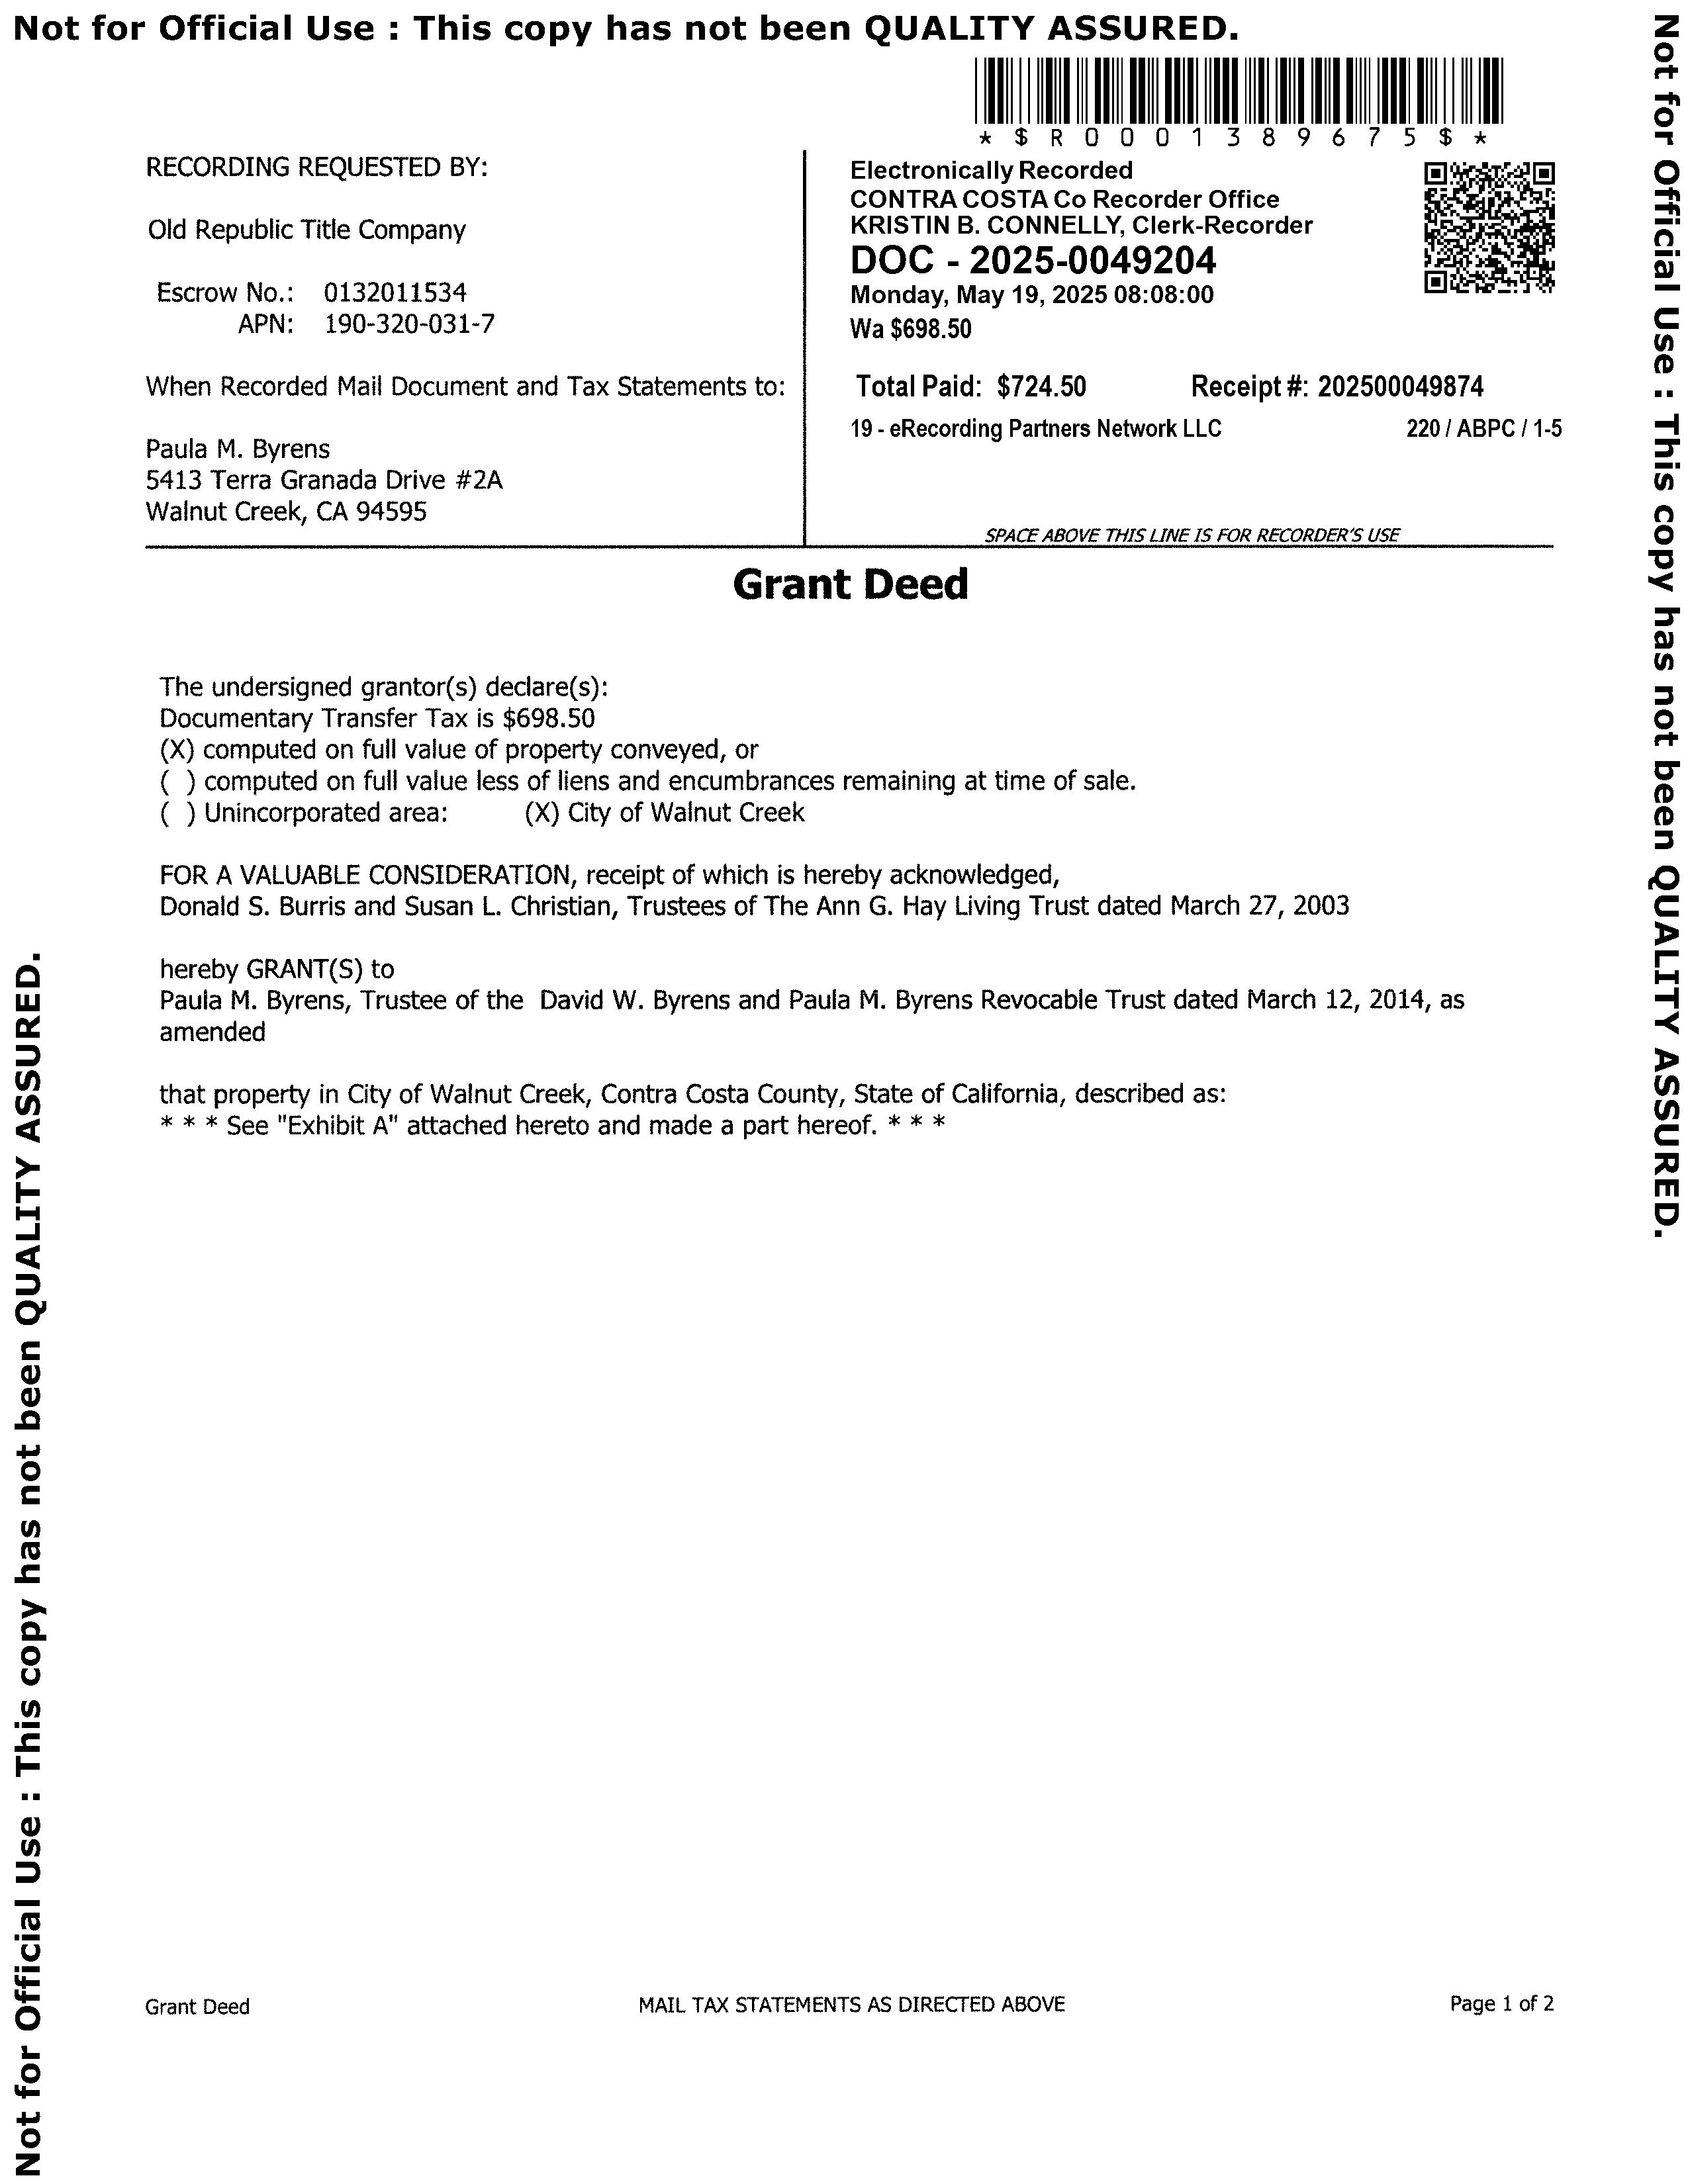 Not for Official Use : This copy has not been QUALITY ASSURED.
* $ R 0 0 0 1 3 8 9 6 7 5 $ *
RECORDING REQUESTED BY:
Old Republic Title Company
Escrow No.: 0132011534
APN: 190-320-031-7
When Recorded Mail Document and Tax Statements to:
Paula M. Byrens
5413 Terra Granada Drive #2A
Walnut Creek, CA 94595
Electronically Recorded
CONTRA COSTA Co Recorder Office
KRISTIN B. CONNELLY, Clerk-Recorder
DOC - 2025-0049204
Monday, May 19, 2025 08:08:00
Wa $698.50
Total Paid: $724.50 Receipt #: 202500049874
19 - eRecording Partners Network LLC 220 / ABPC / 1-5
SPACE ABOVE THIS LINE IS FOR RECORDER'S USE
Grant Deed
The undersigned grantor(s) declare(s):
Documentary Transfer Tax is $698.50
(X) computed on full value of property conveyed, or
( ) computed on full value less of liens and encumbrances remaining at time of sale.
( ) Unincorporated area: (X) City of Walnut Creek
FOR A VALUABLE CONSIDERATION, receipt of which is hereby acknowledged,
Donald S. Burris and Susan L. Christian, Trustees of The Ann G. Hay Living Trust dated March 27, 2003
hereby GRANT(S) to
Paula M. Byrens, Trustee of the David W. Byrens and Paula M. Byrens Revocable Trust dated March 12, 2014, as
amended
that property in City of Walnut Creek, Contra Costa County, State of California, described as:
* * * See "Exhibit A" attached hereto and made a part hereof. * * *
Grant Deed MAIL TAX STATEMENTS AS DIRECTED ABOVE Page 1 of 2
Not for Official Use : This copy has not been QUALITY ASSURED.
Not for Official Use : This copy has not been QUALITY ASSURED.